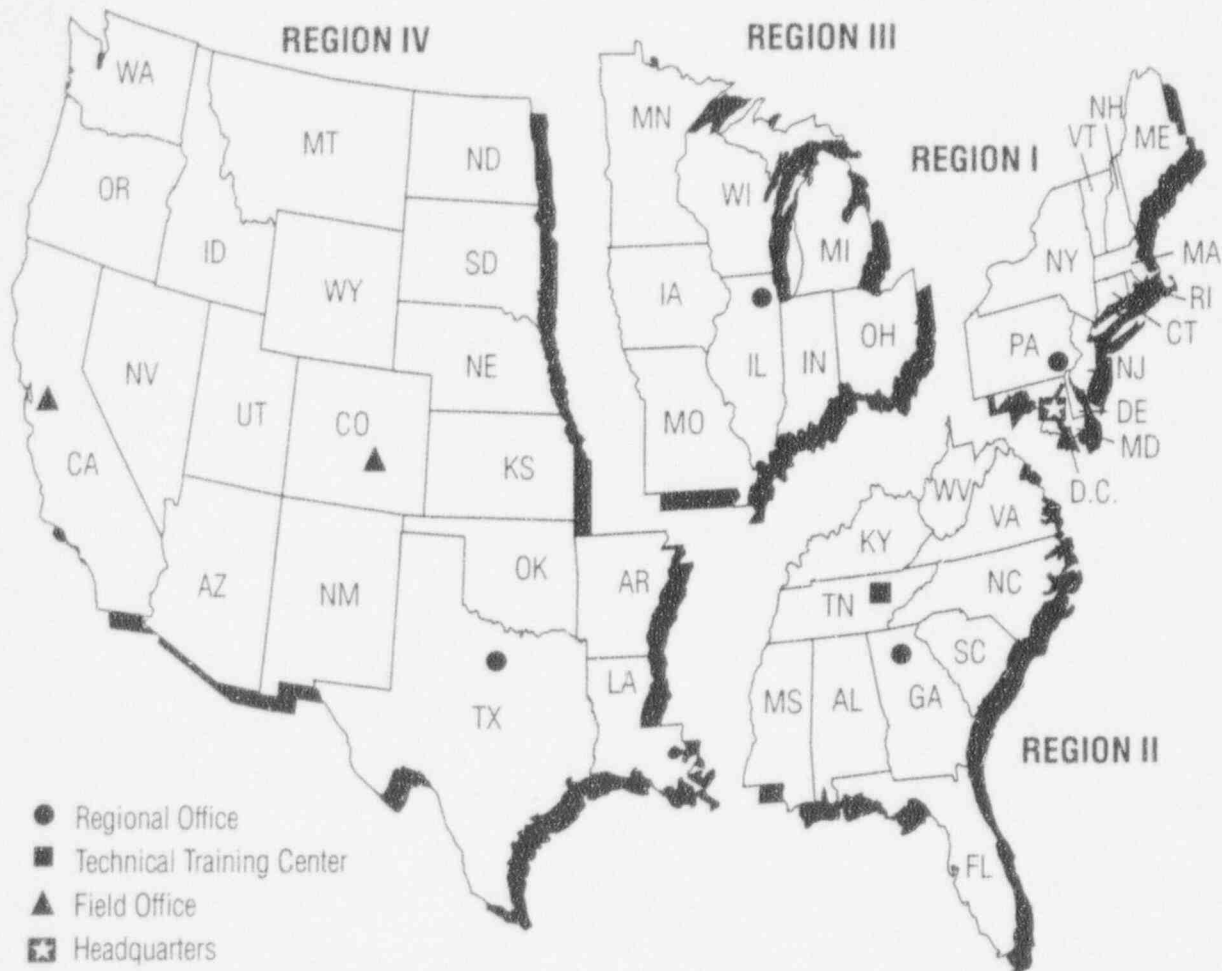 REGION IV
WA
MT
ND
OR
ID
SD
WY
NV
NE
UT
CO
CA
KS
AZ
NM
OK
AR
TX
LA
REGION III
MN
WI
MI
IA
IL
IN
OH
MO
REGION I
NH
VT
ME
NY
MA
RI
CT
PA
NJ
DE
MD
D.C.
WV
VA
KY
NC
TN
SC
MS
AL
GA
REGION II
FL
Regional Office
Technical Training Center
Field Office
Headquarters